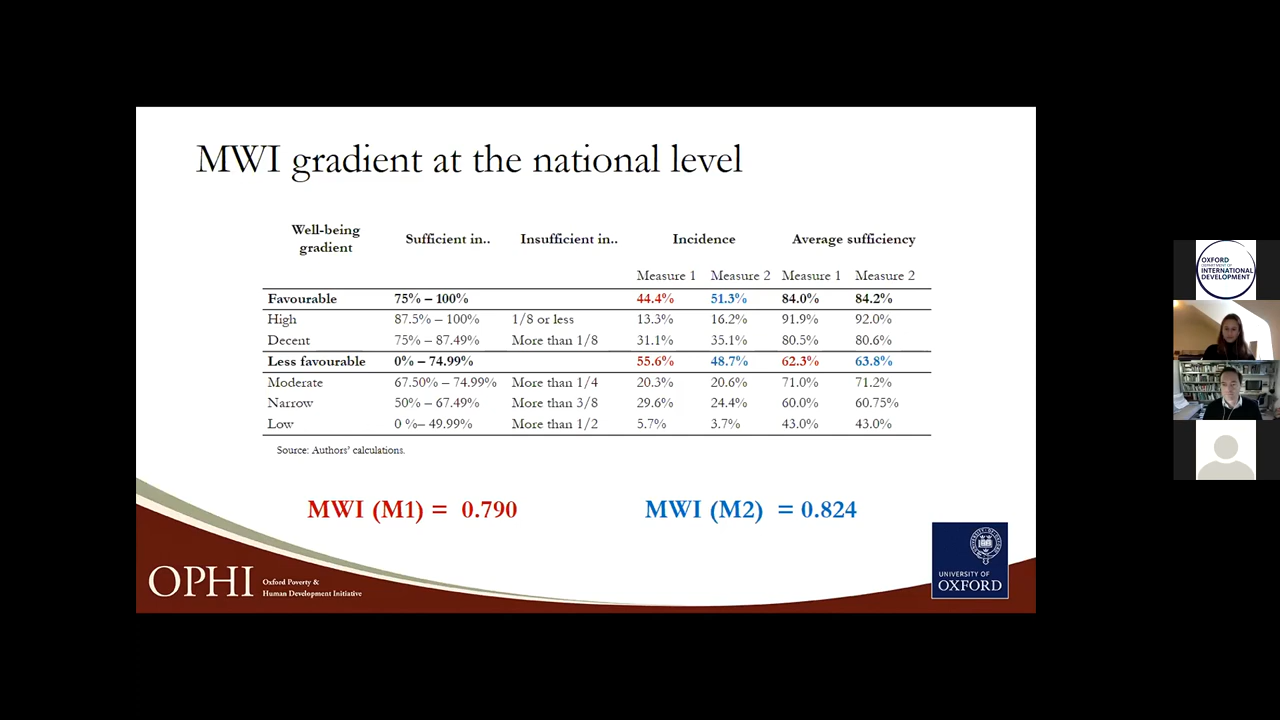 MWI gradient at the national level
Well-being gradient Sufficient in.. Insufficient in.. Incidence Average sufficiency
Measure 1 Measure 2 Measure 1 Measure 2
Favourable 75% – 100% 44.4% 51.3% 84.0% 84.2%
High 87.5% – 100% 1/8 or less 13.3% 16.2% 91.9% 92.0%
Decent 75% – 87.49% More than 1/8 31.1% 35.1% 80.5% 80.6%
Less favourable 0% – 74.99% 55.6% 48.7% 62.3% 63.8%
Moderate 67.50% – 74.99% More than 1/4 20.3% 20.6% 71.0% 71.2%
Narrow 50% – 67.49% More than 3/8 29.6% 24.4% 60.0% 60.75%
Low 0 %– 49.99% More than 1/2 5.7% 3.7% 43.0% 43.0%
Source: Authors' calculations.
MWI (M1) = 0.790
MWI (M2) = 0.824
OPHI
Oxford Poverty &
Human Development Initiative
UNIVERSITY OF
OXFORD
OXFORD
DEPARTMENT OF
INTERNATIONAL
DEVELOPMENT